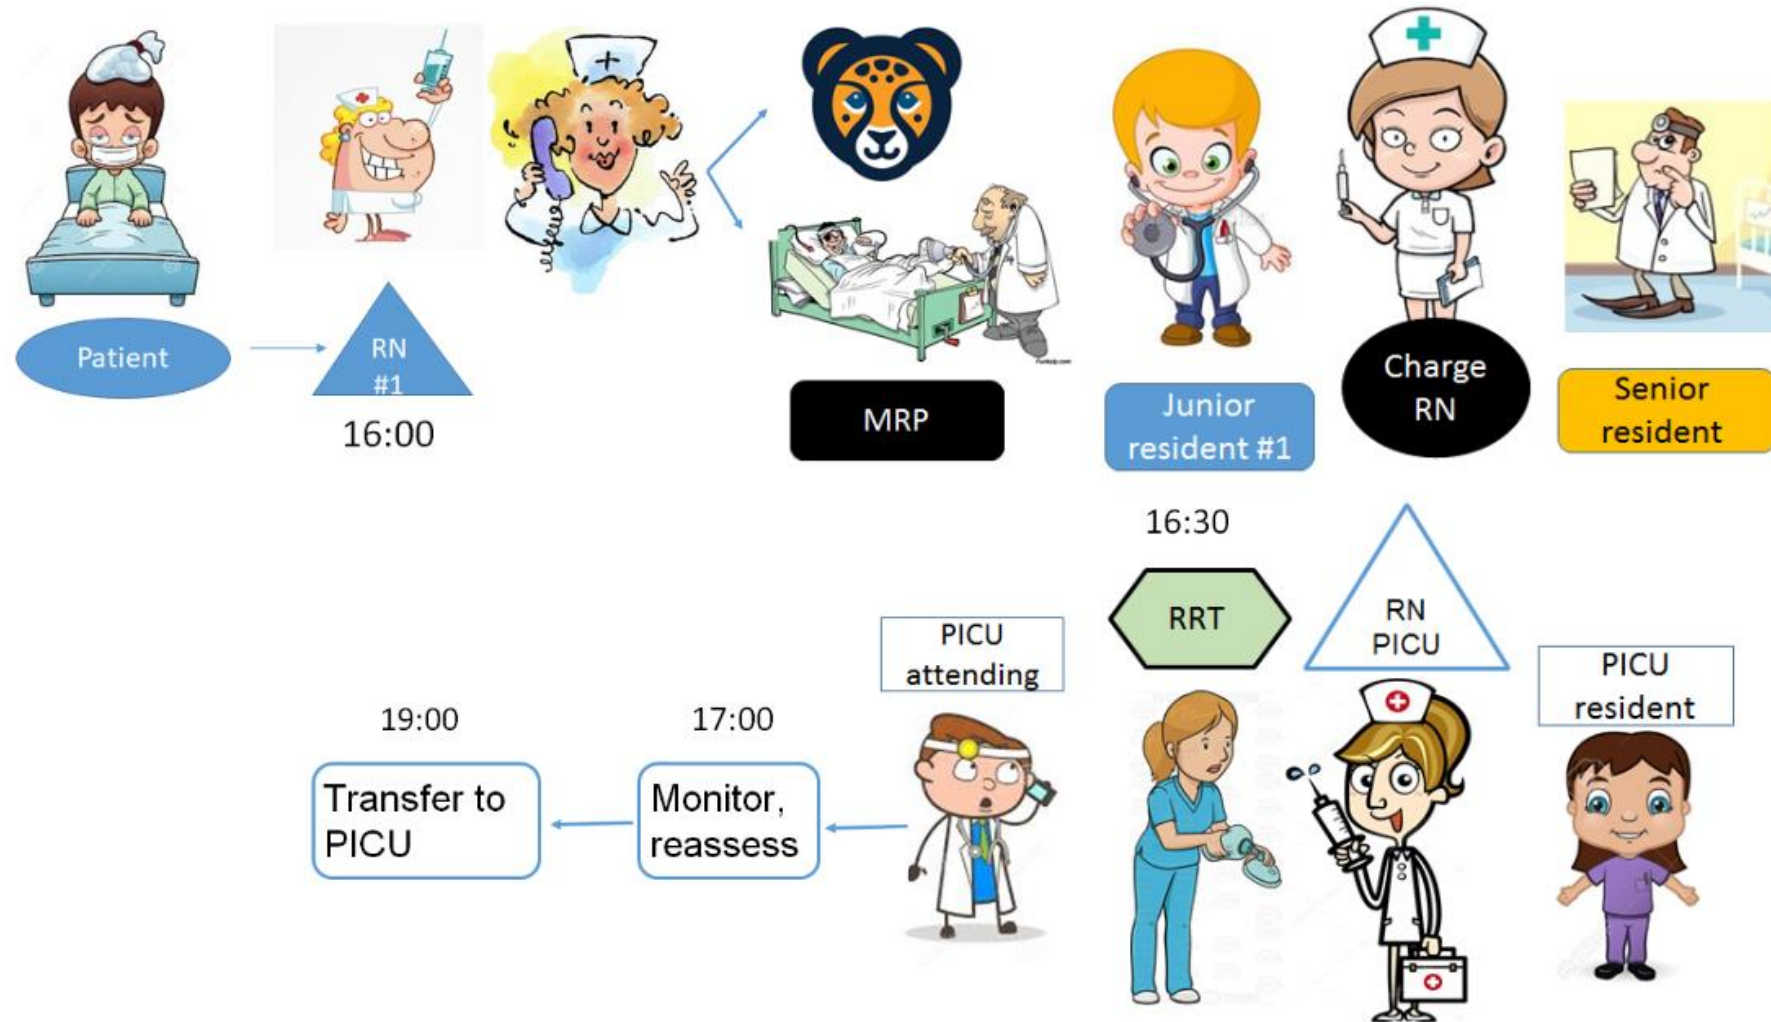 Patient
RN
#1
16:00
MRP
Junior
resident #1
Charge
RN
Senior
resident
16:30
RRT
RN
PICU
PICU
attending
PICU
resident
17:00
Monitor,
reassess
19:00
Transfer to
PICU